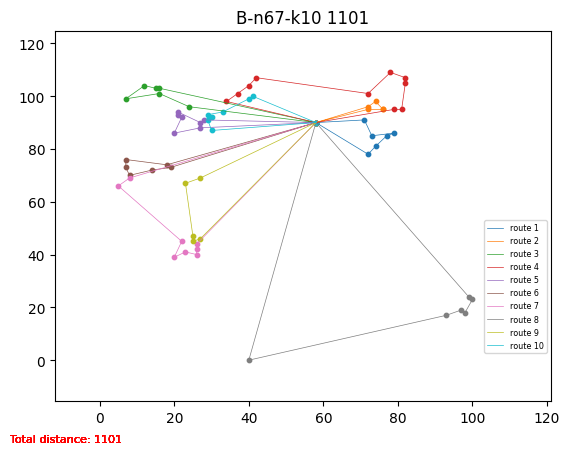 B-n67-k10 1101
120
100
80
60
40
20
0
0 20 40 60 80 100 120
route 1
route 2
route 3
route 4
route 5
route 6
route 7
route 8
route 9
route 10
Total distance: 1101